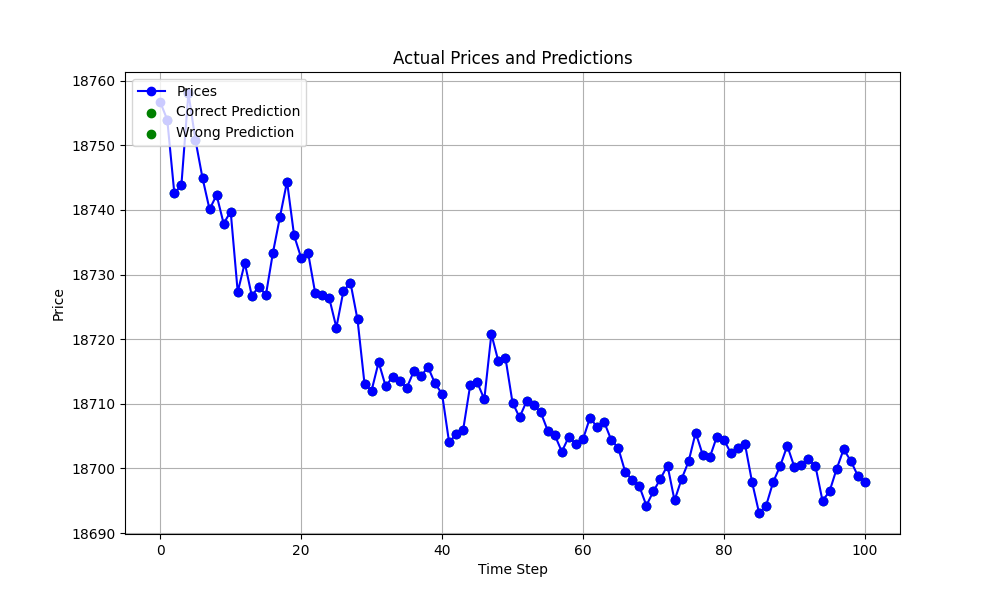 Actual Prices and Predictions
Prices
Correct Prediction
Wrong Prediction
18760
18750
18740
18730
18720
18710
18700
18690
Price
0 20 40 60 80 100
Time Step